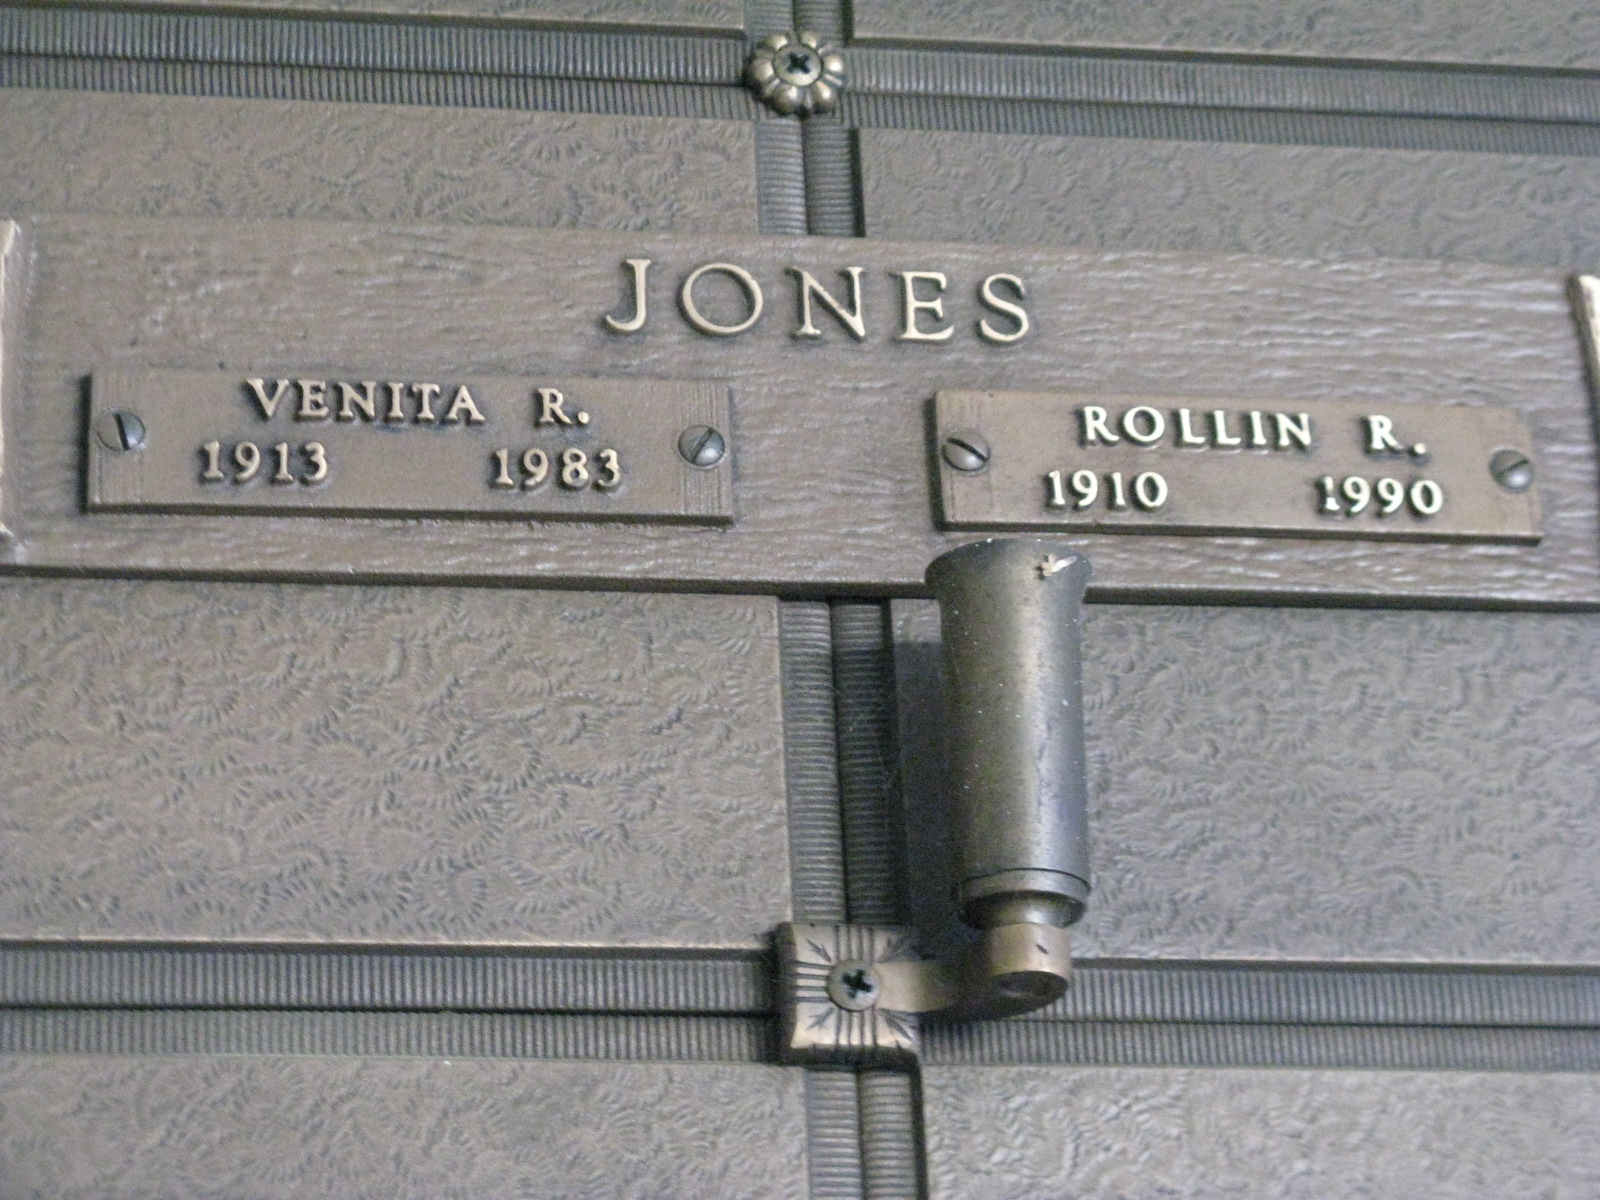 JONES
VENITA R.
1913 1983
ROLLIN R.
1910 1990